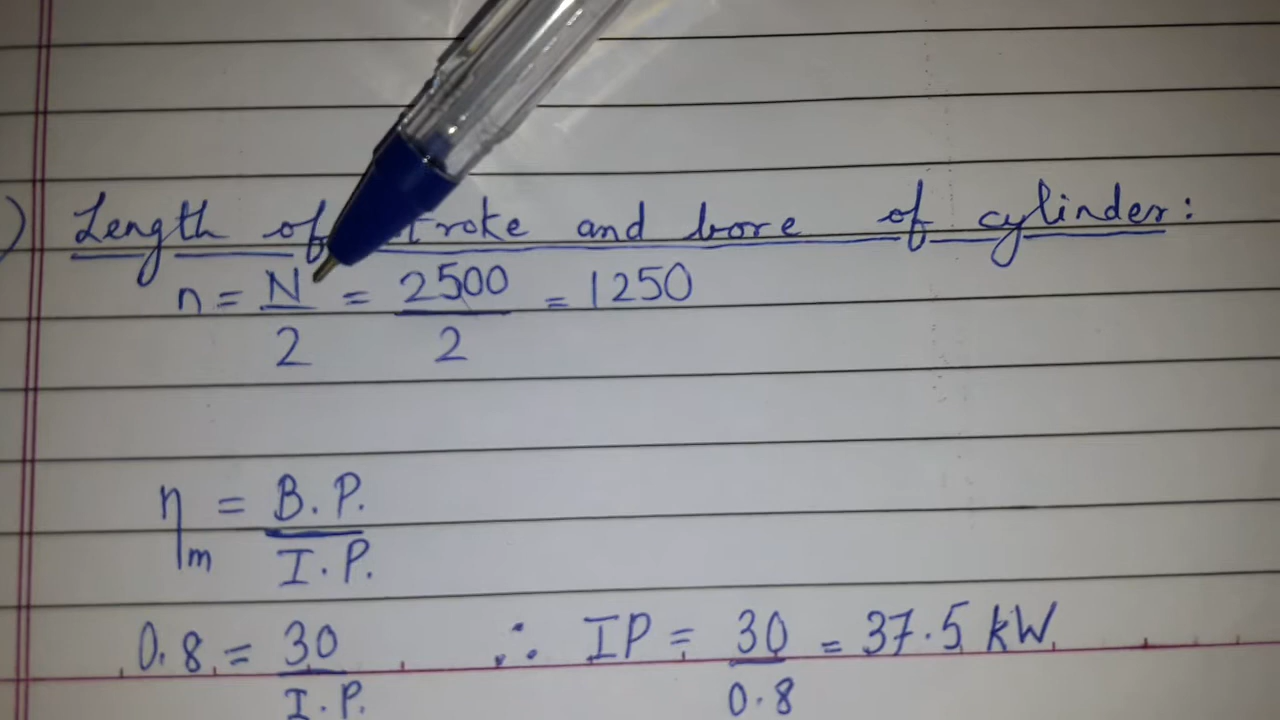 ) Length of stroke and bore of cylinder:
n = N/2 = 2500/2 = 1250
η_m = B.P./I.P.
0.8 = 30/I.P. ∴ IP = 30/0.8 = 37.5 kW